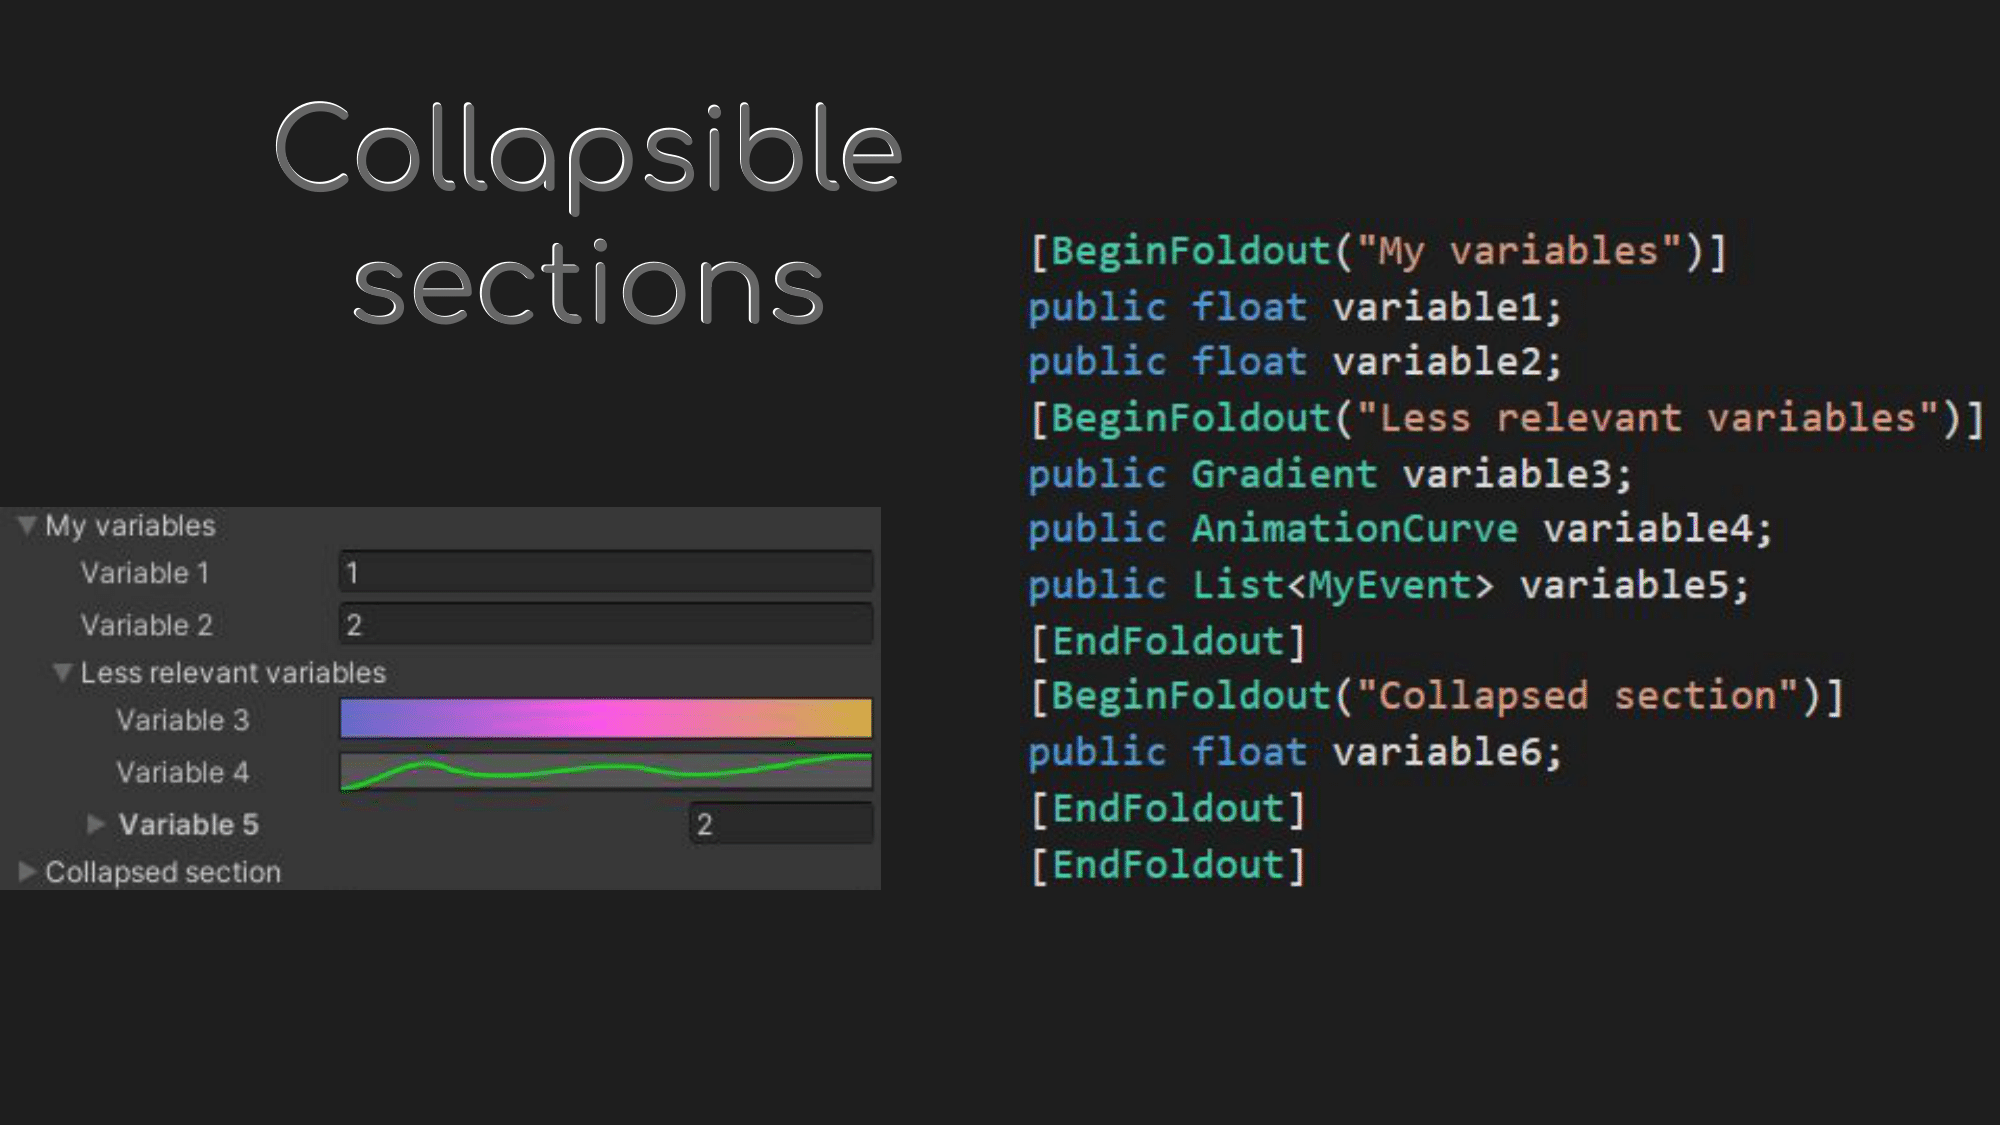 Collapsible
sections
My variables
Variable 1 1
Variable 2 2
Less relevant variables
Variable 3
Variable 4
Variable 5 2
Collapsed section
[BeginFoldout("My variables")]
public float variable1;
public float variable2;
[BeginFoldout("Less relevant variables")]
public Gradient variable3;
public AnimationCurve variable4;
public List<MyEvent> variable5;
[EndFoldout]
[BeginFoldout("Collapsed section")]
public float variable6;
[EndFoldout]
[EndFoldout]